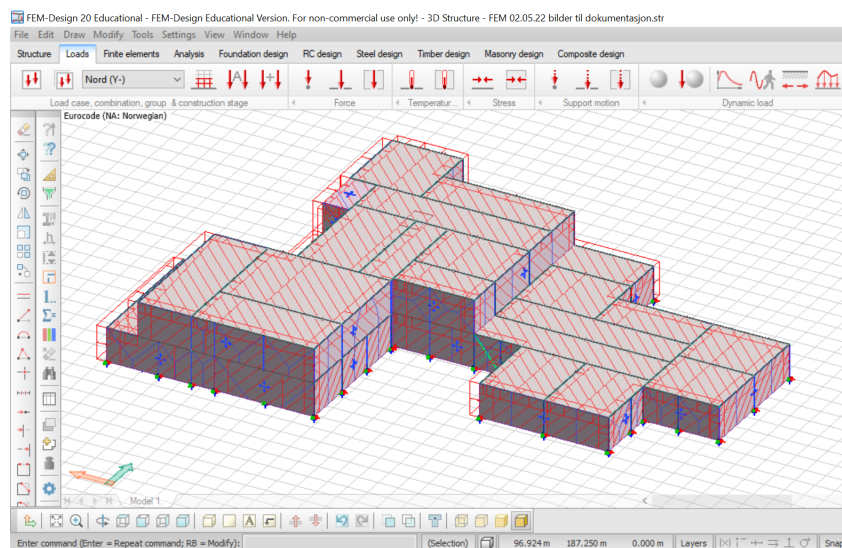 FEM-Design 20 Educational - FEM-Design Educational Version. For non-commercial use only! - 3D Structure - FEM 02.05.22 bilder til dokumentasjon.str
File Edit Draw Modify Tools Settings View Window Help
Structure Loads Finite elements Analysis Foundation design RC design Steel design Timber design Masonry design Composite design
Nord (Y-)
Load case, combination, group & construction stage Force Temperatur... Stress Support motion Dynamic load
Eurocode (NA: Norwegian)
Model 1
Enter command (Enter = Repeat command; RB = Modify): (Selection) 96.924 m 187.250 m 0.000 m Layers Snap